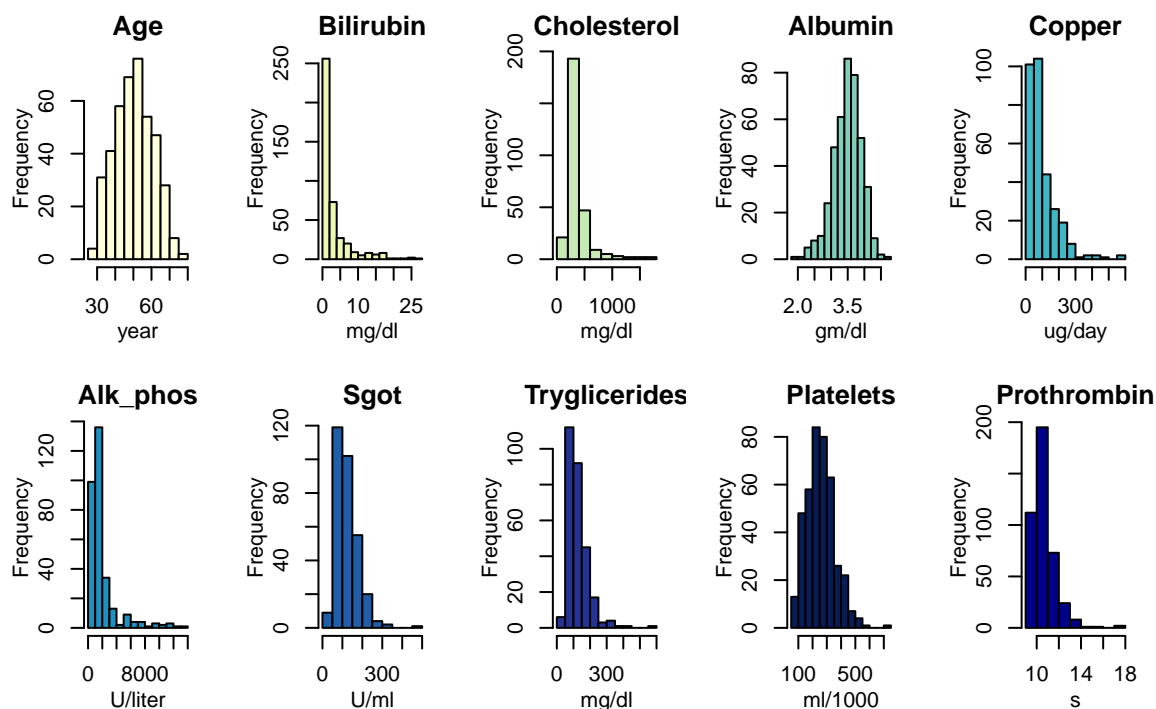 Age
Frequency
0 20 40 60
30 60
year
Bilirubin
Frequency
0 50 150 250
0 10 25
mg/dl
Cholesterol
Frequency
0 50 100 200
0 1000
mg/dl
Albumin
Frequency
0 20 40 60 80
2.0 3.5
gm/dl
Copper
Frequency
0 20 60 100
0 300
ug/day
Alk_phos
Frequency
0 40 80 120
0 8000
U/liter
Sgot
Frequency
0 40 80 120
0 300
U/ml
Tryglicerides
Frequency
0 20 60 100
0 300
mg/dl
Platelets
Frequency
0 20 40 60 80
100 500
ml/1000
Prothrombin
Frequency
0 50 100 200
10 14 18
s